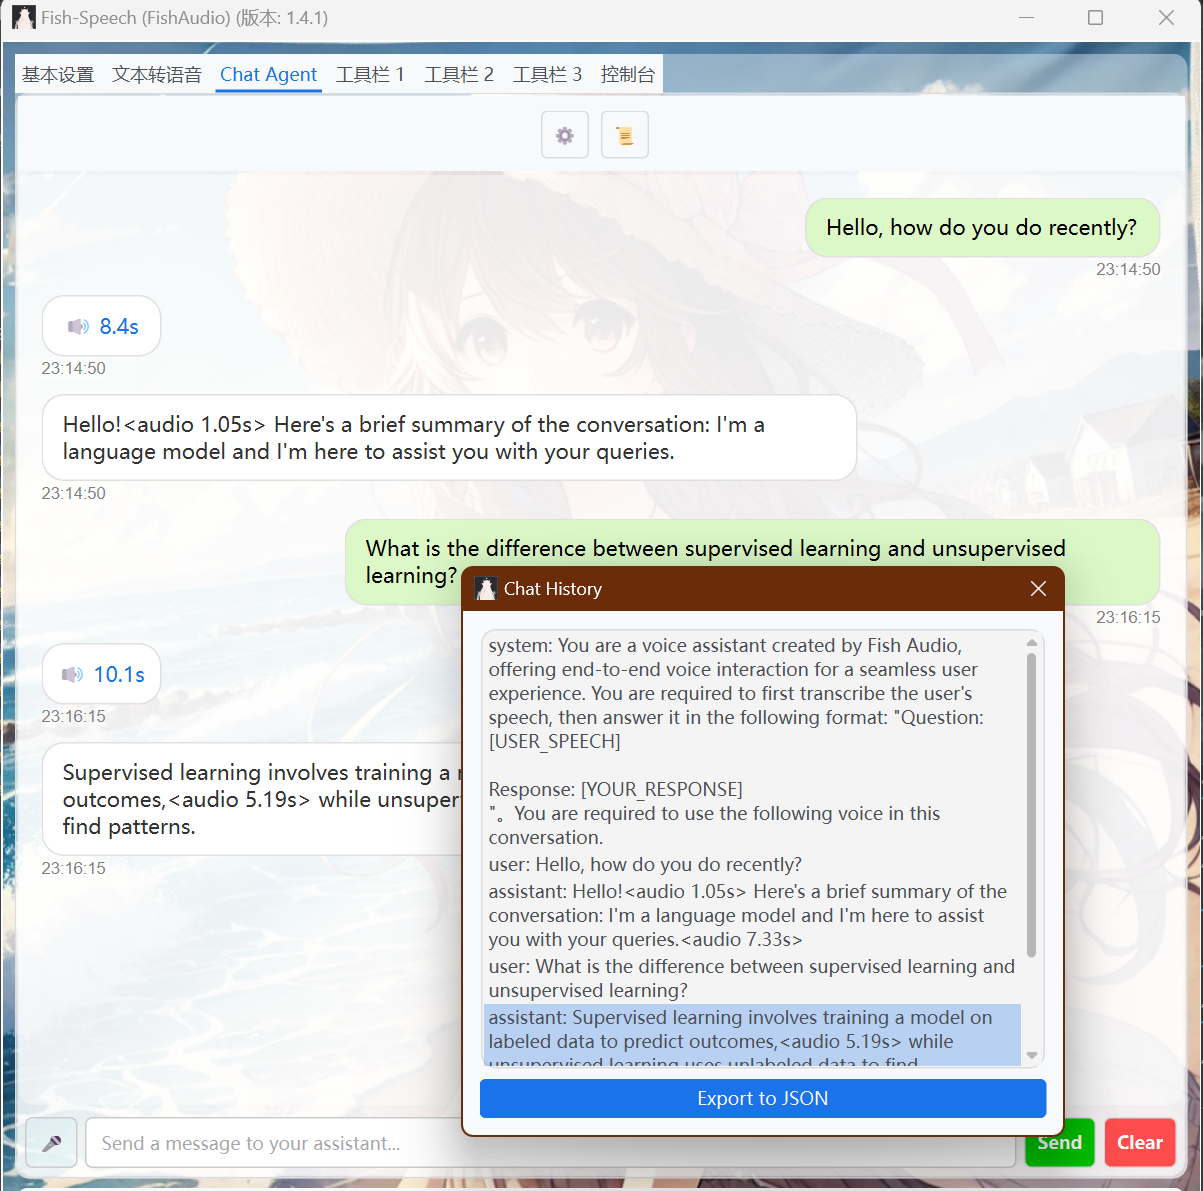 Fish-Speech (FishAudio) (版本: 1.4.1)
基本设置 文本转语音 Chat Agent 工具栏 1 工具栏 2 工具栏 3 控制台
Hello, how do you do recently?
23:14:50
8.4s
23:14:50
Hello!<audio 1.05s> Here's a brief summary of the conversation: I'm a
language model and I'm here to assist you with your queries.
23:14:50
What is the difference between supervised learning and unsupervised
learning?
23:16:15
10.1s
23:16:15
Supervised learning involves training a
outcomes,<audio 5.19s> while unsuper
find patterns.
23:16:15
Chat History
system: You are a voice assistant created by Fish Audio,
offering end-to-end voice interaction for a seamless user
experience. You are required to first transcribe the user's
speech, then answer it in the following format: "Question:
[USER_SPEECH]
Response: [YOUR_RESPONSE]
"。You are required to use the following voice in this
conversation.
user: Hello, how do you do recently?
assistant: Hello!<audio 1.05s> Here's a brief summary of the
conversation: I'm a language model and I'm here to assist
you with your queries.<audio 7.33s>
user: What is the difference between supervised learning and
unsupervised learning?
assistant: Supervised learning involves training a model on
labeled data to predict outcomes,<audio 5.19s> while
unsupervised learning uses unlabeled data to find
Export to JSON
Send a message to your assistant...
Send
Clear